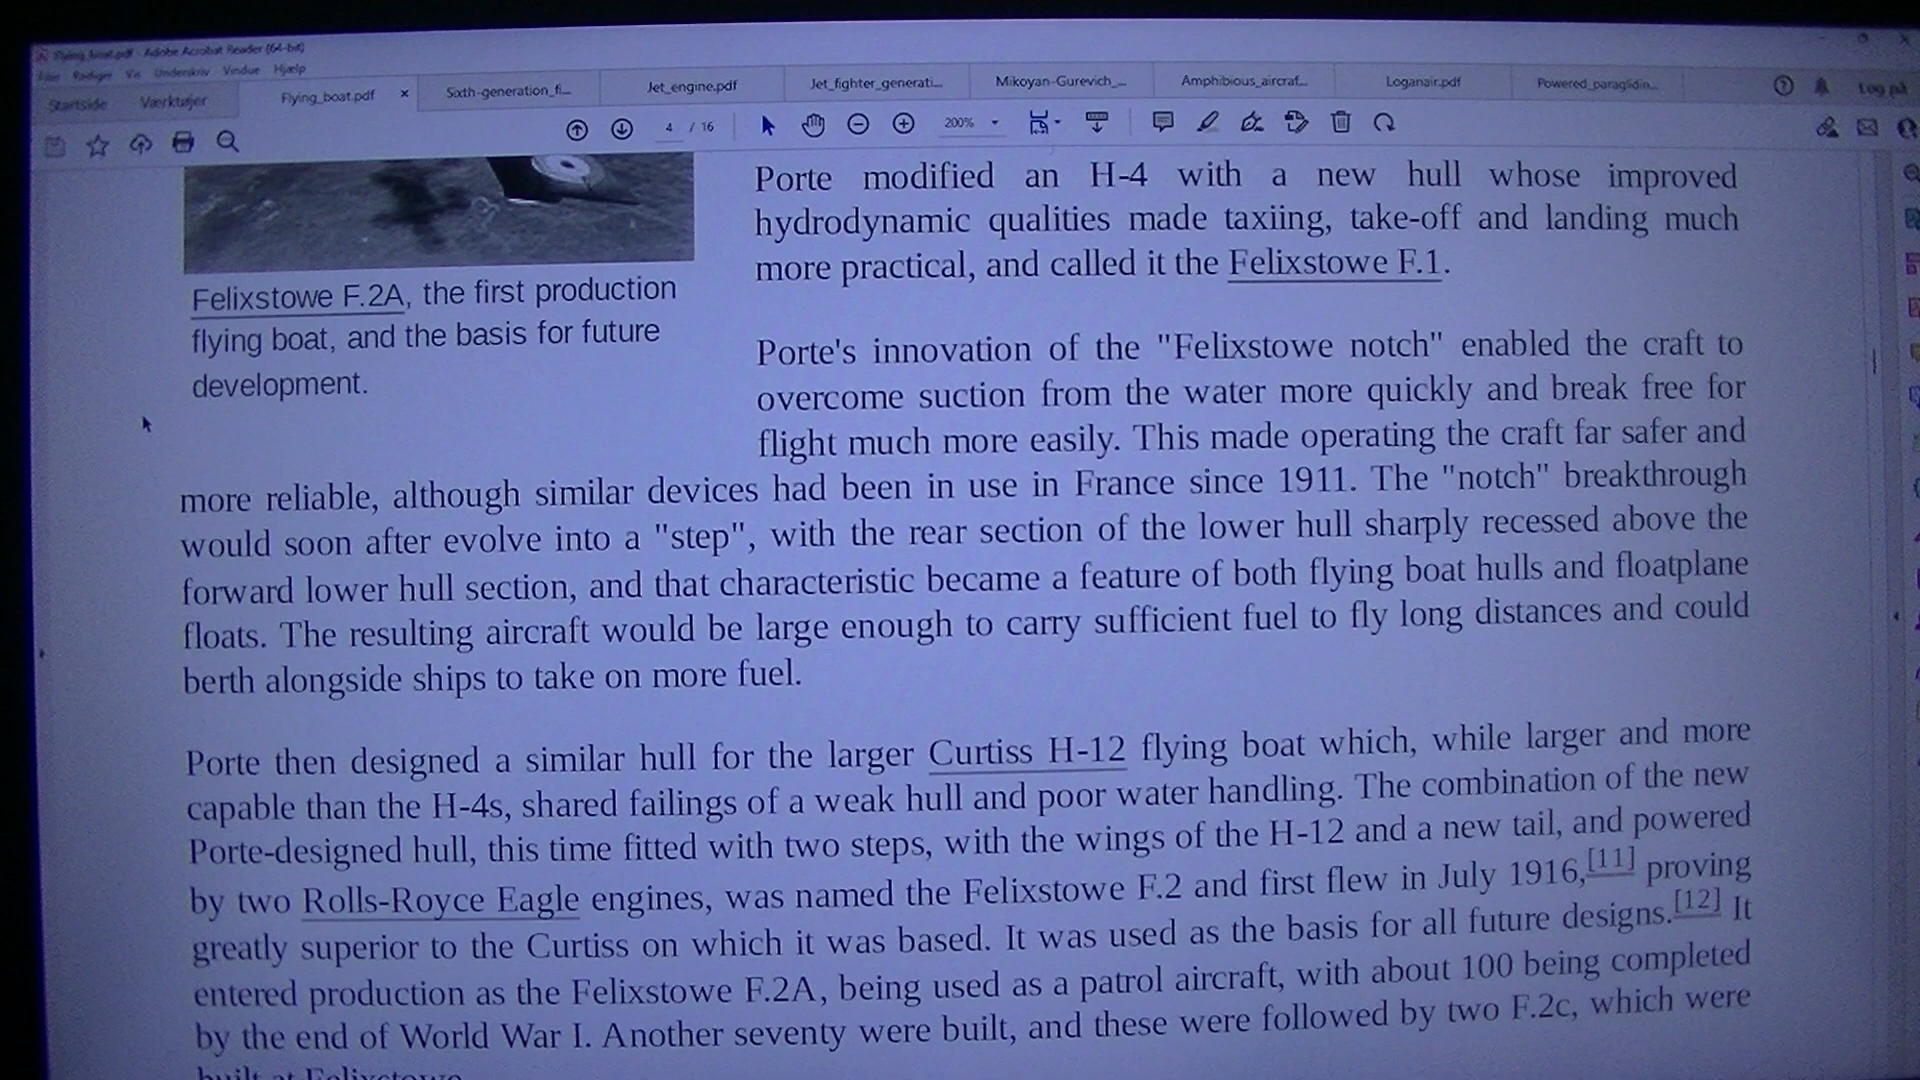 Flying_boat.pdf - Adobe Acrobat Reader (64-bit)
Filer Rediger Vis Underskriv Vindue Hjælp
Startside Værktøjer Flying_boat.pdf × Sixth-generation_fi... Jet_engine.pdf Jet_fighter_generati... Mikoyan-Gurevich_... Amphibious_aircraf... Loganair.pdf Powered_paraglidin... Log på
4 / 16 200%
Felixstowe F.2A, the first production
flying boat, and the basis for future
development.
Porte modified an H-4 with a new hull whose improved
hydrodynamic qualities made taxiing, take-off and landing much
more practical, and called it the Felixstowe F.1.
Porte's innovation of the "Felixstowe notch" enabled the craft to
overcome suction from the water more quickly and break free for
flight much more easily. This made operating the craft far safer and
more reliable, although similar devices had been in use in France since 1911. The "notch" breakthrough
would soon after evolve into a "step", with the rear section of the lower hull sharply recessed above the
forward lower hull section, and that characteristic became a feature of both flying boat hulls and floatplane
floats. The resulting aircraft would be large enough to carry sufficient fuel to fly long distances and could
berth alongside ships to take on more fuel.
Porte then designed a similar hull for the larger Curtiss H-12 flying boat which, while larger and more
capable than the H-4s, shared failings of a weak hull and poor water handling. The combination of the new
Porte-designed hull, this time fitted with two steps, with the wings of the H-12 and a new tail, and powered
by two Rolls-Royce Eagle engines, was named the Felixstowe F.2 and first flew in July 1916,[11] proving
greatly superior to the Curtiss on which it was based. It was used as the basis for all future designs.[12] It
entered production as the Felixstowe F.2A, being used as a patrol aircraft, with about 100 being completed
by the end of World War I. Another seventy were built, and these were followed by two F.2c, which were
built at Felixstowe